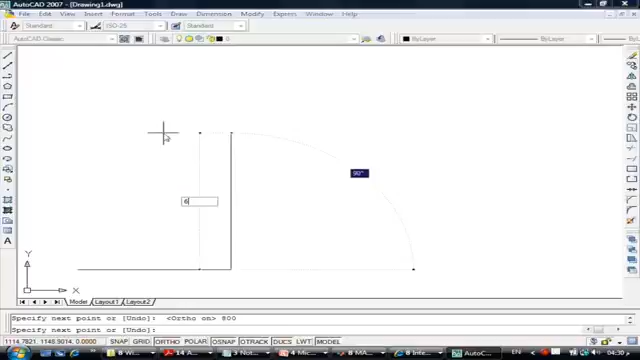 AutoCAD 2007 - [Drawing1.dwg]
File Edit View Insert Format Tools Draw Dimension Modify Express Window Help
Standard ISO-25 Standard
AutoCAD Classic 0 ByLayer ByLayer
90°
6
Y
X
Model Layout1 Layout2
Specify next point or [Undo]: <Ortho on> 800
Specify next point or [Undo]:
SNAP GRID ORTHO POLAR OSNAP OTRACK DUCS DYN LWT MODEL
04:30